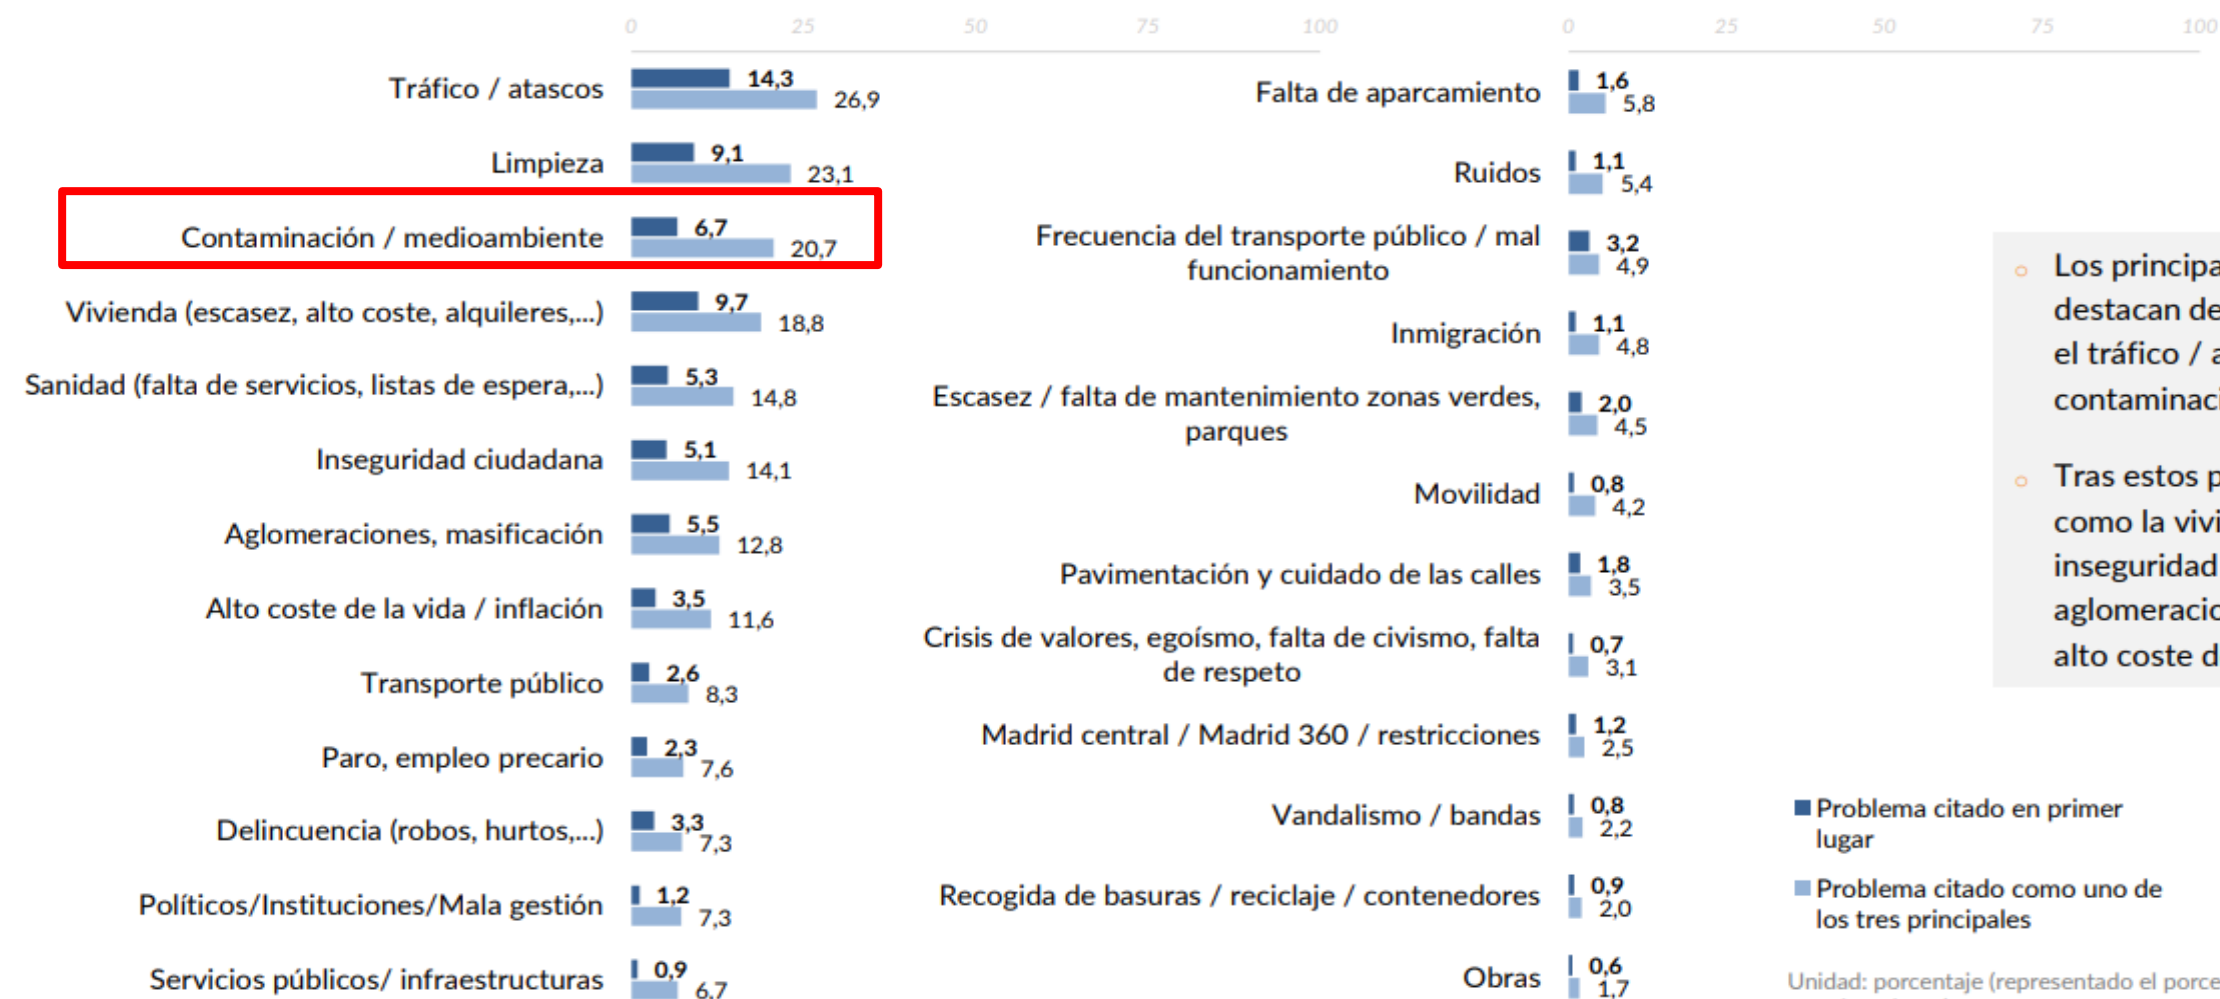 0 25 50 75 100
Tráfico / atascos 14,3 26,9
Limpieza 9,1 23,1
Contaminación / medioambiente 6,7 20,7
Vivienda (escasez, alto coste, alquileres,...) 9,7 18,8
Sanidad (falta de servicios, listas de espera,...) 5,3 14,8
Inseguridad ciudadana 5,1 14,1
Aglomeraciones, masificación 5,5 12,8
Alto coste de la vida / inflación 3,5 11,6
Transporte público 2,6 8,3
Paro, empleo precario 2,3 7,6
Delincuencia (robos, hurtos,...) 3,3 7,3
Políticos/Instituciones/Mala gestión 1,2 7,3
Servicios públicos/ infraestructuras 0,9 6,7
0 25 50 75 100
Falta de aparcamiento 1,6 5,8
Ruidos 1,1 5,4
Frecuencia del transporte público / mal
funcionamiento 3,2 4,9
Inmigración 1,1 4,8
Escasez / falta de mantenimiento zonas verdes,
parques 2,0 4,5
Movilidad 0,8 4,2
Pavimentación y cuidado de las calles 1,8 3,5
Crisis de valores, egoísmo, falta de civismo, falta
de respeto 0,7 3,1
Madrid central / Madrid 360 / restricciones 1,2 2,5
Vandalismo / bandas 0,8 2,2
Recogida de basuras / reciclaje / contenedores 0,9 2,0
Obras 0,6 1,7
Los principa
destacan de
el tráfico / a
contaminaci
Tras estos p
como la vivi
inseguridad
aglomeracio
alto coste d
Problema citado en primer
lugar
Problema citado como uno de
los tres principales
Unidad: porcentaje (representado el porce